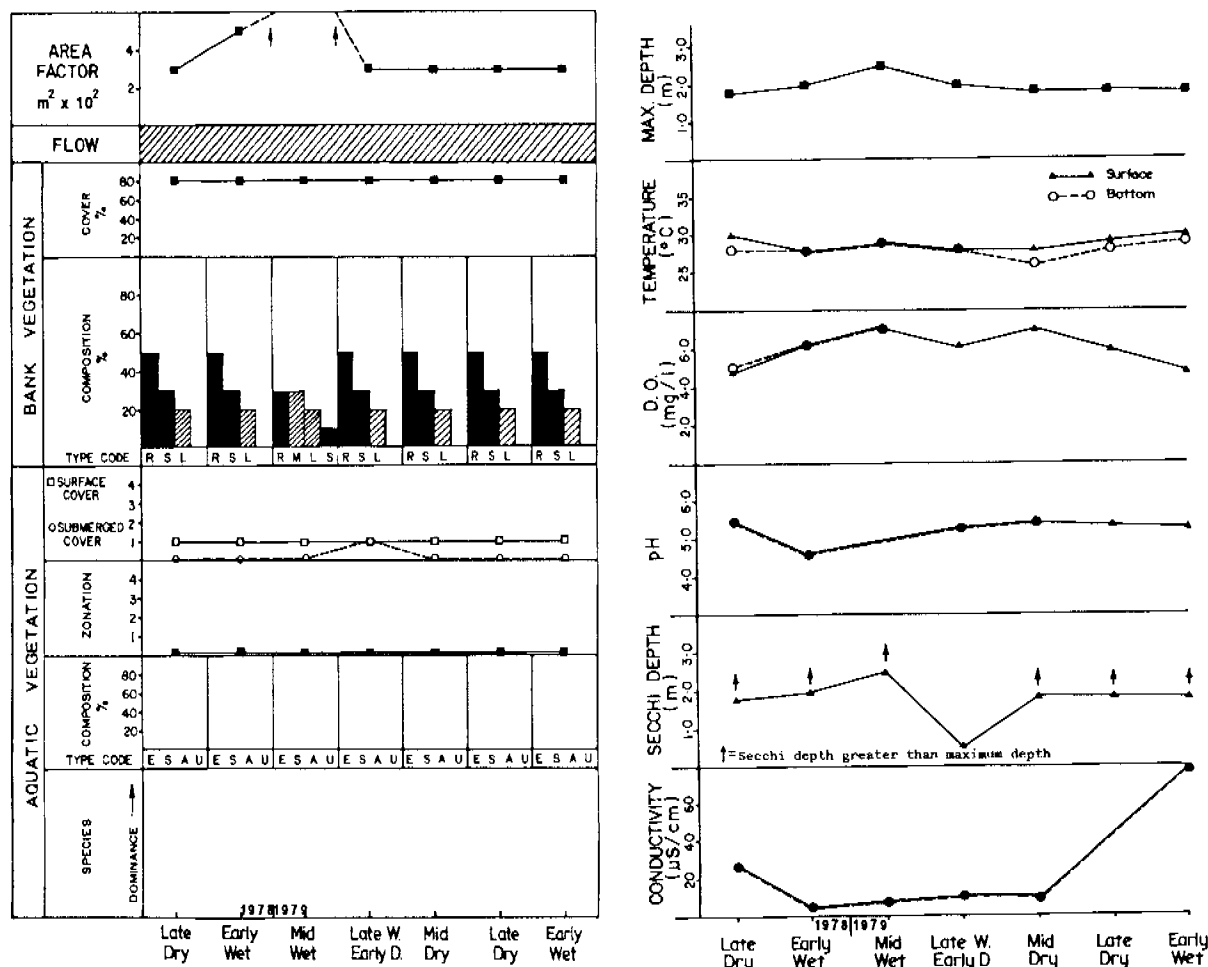 AREA
FACTOR
m² x 10²
4
2
FLOW
BANK VEGETATION
COVER
%
80
60
40
20
COMPOSITION
%
80
50
40
20
TYPE CODE R S L R S L R M L S R S L R S L R S L R S L
AQUATIC VEGETATION
□ SURFACE
COVER
○ SUBMERGED
COVER
4
3
2
1
ZONATION
4
3
2
1
COMPOSITION
%
80
60
40
20
TYPE CODE E S A U E S A U E S A U E S A U E S A U E S A U E S A U
SPECIES
DOMINANCE →
1978|1979
Late
Dry
Early
Wet
Mid
Wet
Late W.
Early D.
Mid
Dry
Late
Dry
Early
Wet
MAX. DEPTH
(m)
3·0
2·0
1·0
TEMPERATURE
(°C)
35
30
25
▲ Surface
○ Bottom
D.O.
(mg/l)
6·0
4·0
2·0
pH
6·0
5·0
4·0
SECCHI DEPTH
(m)
3·0
2·0
1·0
↑=Secchi depth greater than maximum depth
CONDUCTIVITY
(µS/cm)
60
40
20
1978|1979
Late
Dry
Early
Wet
Mid
Wet
Late W.
Early D.
Mid
Dry
Late
Dry
Early
Wet